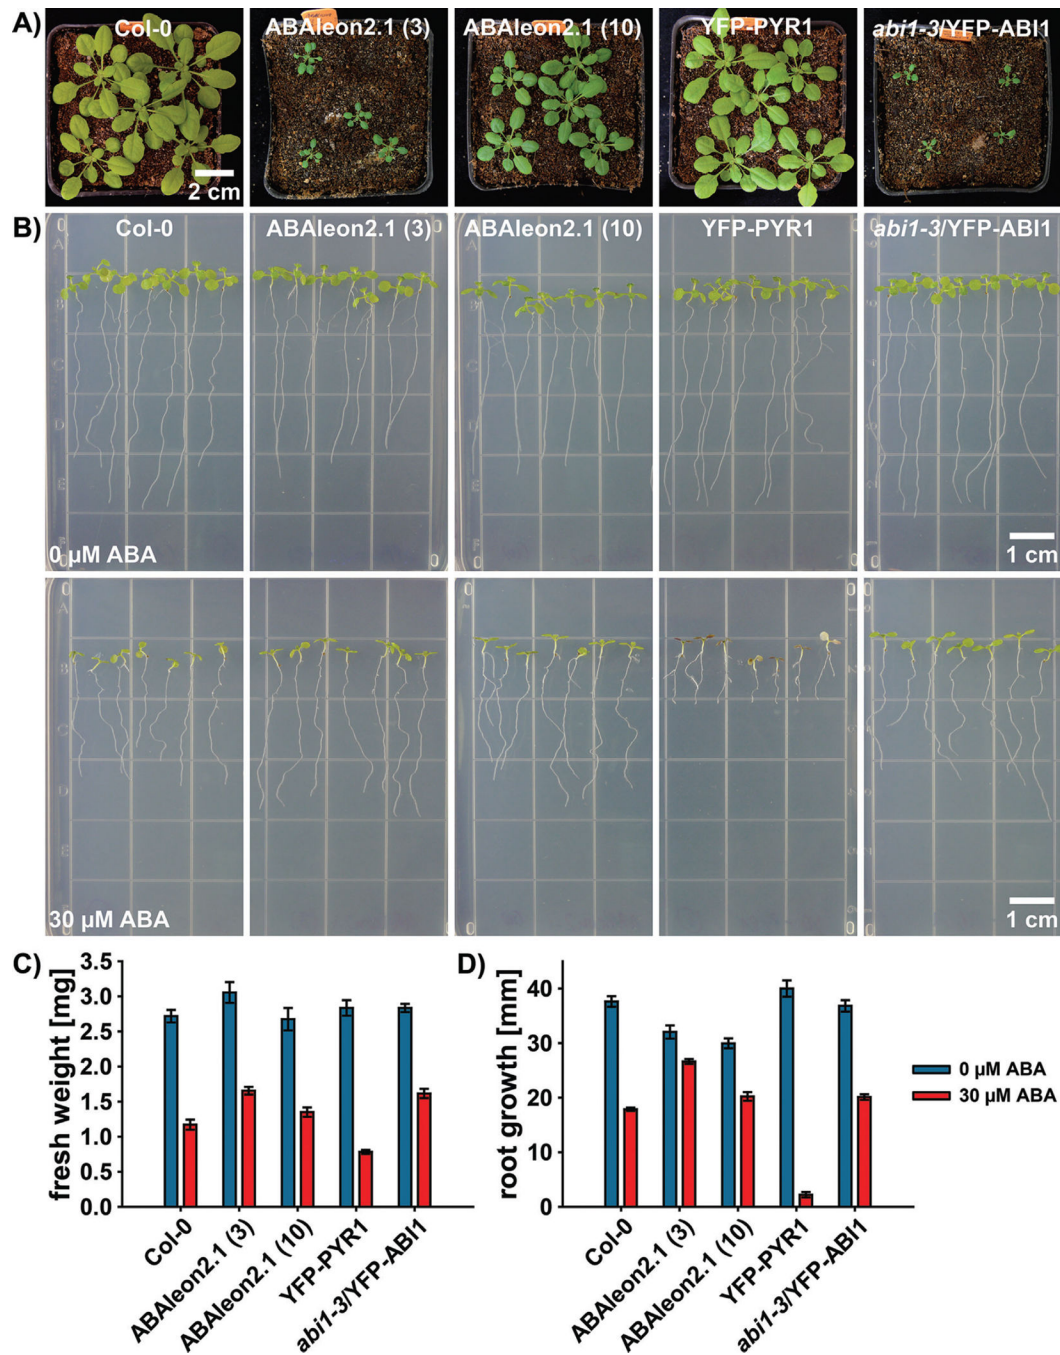 A)
Col-0
ABAleon2.1 (3)
ABAleon2.1 (10)
YFP-PYR1
abi1-3/YFP-ABI1
2 cm
B)
Col-0
ABAleon2.1 (3)
ABAleon2.1 (10)
YFP-PYR1
abi1-3/YFP-ABI1
0 µM ABA
1 cm
30 µM ABA
1 cm
C)
fresh weight [mg]
3.5
3.0
2.5
2.0
1.5
1.0
0.5
0.0
Col-0
ABAleon2.1 (3)
ABAleon2.1 (10)
YFP-PYR1
abi1-3/YFP-ABI1
D)
root growth [mm]
40
30
20
10
0
Col-0
ABAleon2.1 (3)
ABAleon2.1 (10)
YFP-PYR1
abi1-3/YFP-ABI1
0 µM ABA
30 µM ABA